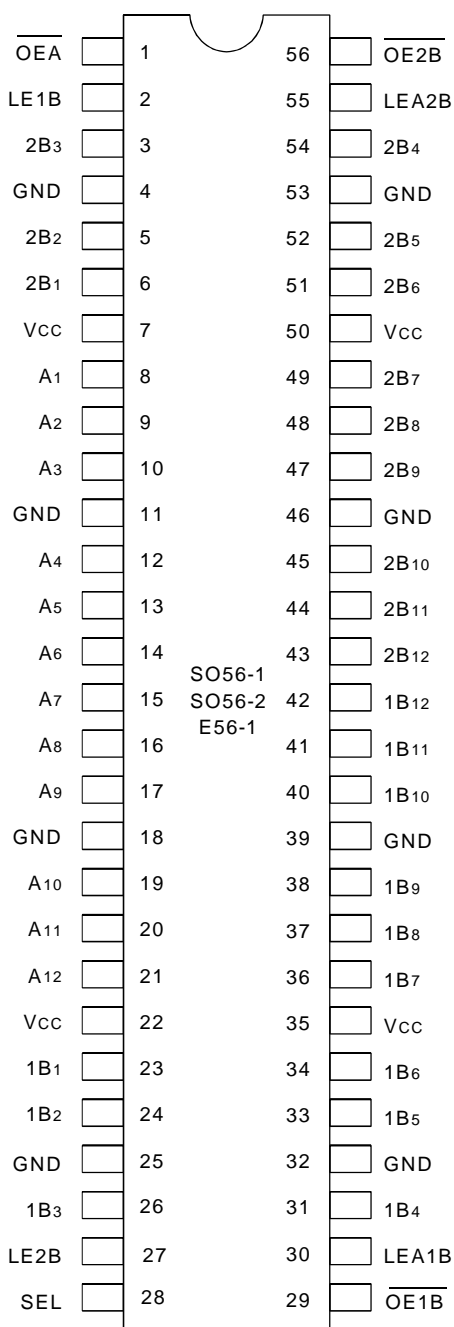 O̅E̅A̅ 1 56 O̅E̅2̅B̅
LE1B 2 55 LEA2B
2B3 3 54 2B4
GND 4 53 GND
2B2 5 52 2B5
2B1 6 51 2B6
VCC 7 50 VCC
A1 8 49 2B7
A2 9 48 2B8
A3 10 47 2B9
GND 11 46 GND
A4 12 45 2B10
A5 13 44 2B11
A6 14 43 2B12
SO56-1
A7 15 SO56-2 42 1B12
E56-1
A8 16 41 1B11
A9 17 40 1B10
GND 18 39 GND
A10 19 38 1B9
A11 20 37 1B8
A12 21 36 1B7
VCC 22 35 VCC
1B1 23 34 1B6
1B2 24 33 1B5
GND 25 32 GND
1B3 26 31 1B4
LE2B 27 30 LEA1B
SEL 28 29 O̅E̅1̅B̅